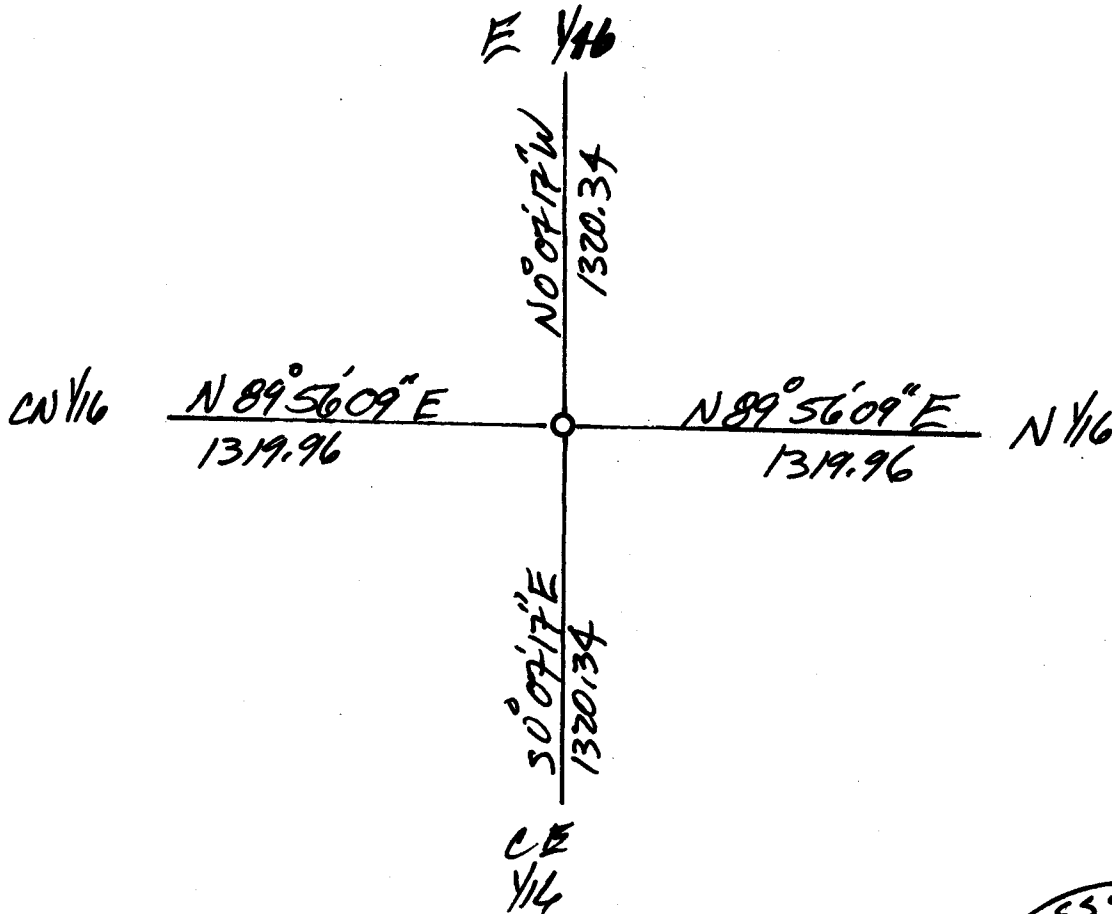 E 1/16
N0°07'17"W
1320.34
CN 1/16
N 89°56'09" E
1319.96
N 89°56'09" E
1319.96
N 1/16
S0°07'17"E
1320.34
CE
1/16